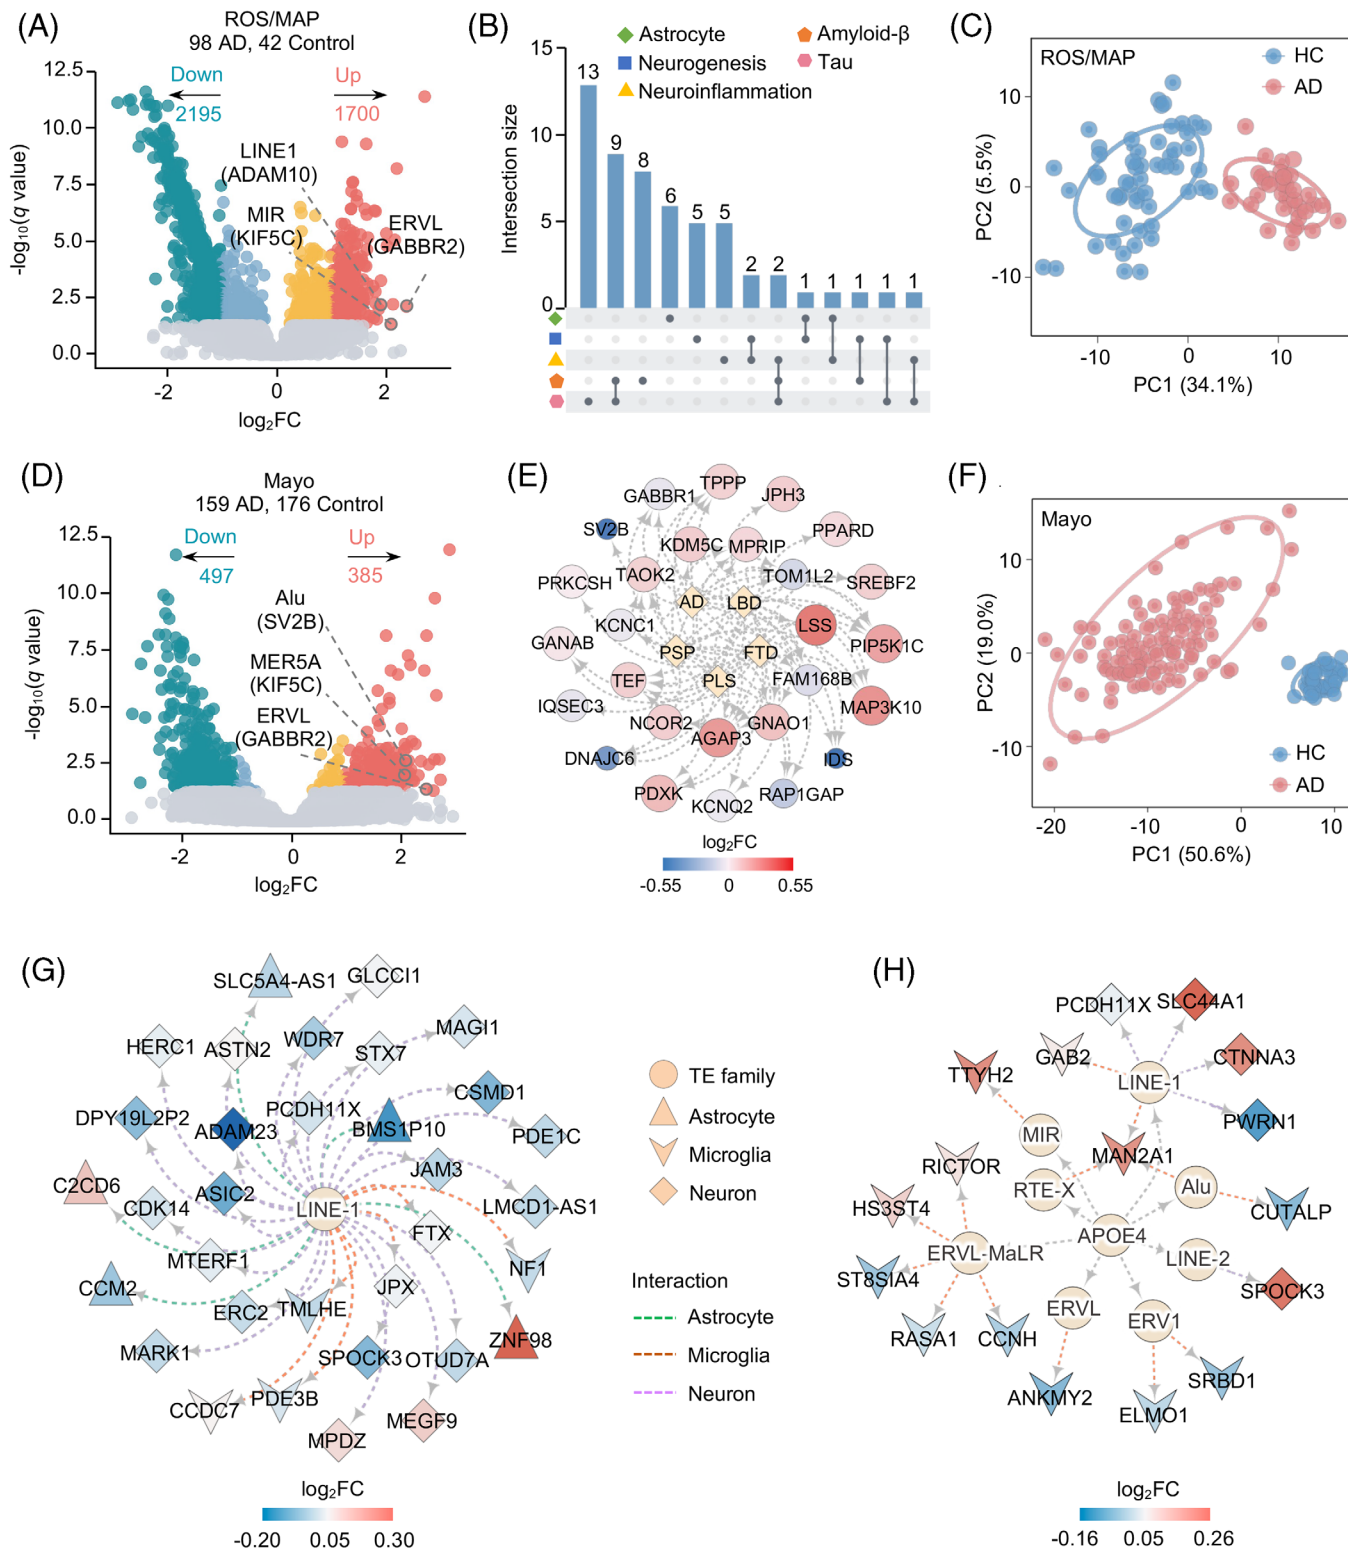 (A)
ROS/MAP
98 AD, 42 Control
12.5
10.0
7.5
5.0
2.5
0.0
-log10(q value)
Down
2195
Up
1700
LINE1
(ADAM10)
MIR
(KIF5C)
ERVL
(GABBR2)
-2
0
2
log2FC
(B)
Astrocyte
Neurogenesis
Neuroinflammation
Amyloid-β
Tau
Intersection size
15
10
5
0
13
9
8
6
5
5
2
2
1
1
1
1
1
(C)
ROS/MAP
HC
AD
PC2 (5.5%)
10
0
-10
-10
0
10
PC1 (34.1%)
(D)
Mayo
159 AD, 176 Control
12.5
10.0
7.5
5.0
2.5
0.0
-log10(q value)
Down
497
Up
385
Alu
(SV2B)
MER5A
(KIF5C)
ERVL
(GABBR2)
-2
0
2
log2FC
(E)
GABBR1
TPPP
JPH3
SV2B
KDM5C
MPRIP
PPARD
PRKCSH
TAOK2
TOM1L2
SREBF2
AD
LBD
KCNC1
LSS
GANAB
PSP
FTD
PIP5K1C
TEF
PLS
FAM168B
IQSEC3
MAP3K10
NCOR2
AGAP3
GNAO1
DNAJC6
IDS
PDXK
KCNQ2
RAP1GAP
log2FC
-0.55
0
0.55
(F)
Mayo
HC
AD
PC2 (19.0%)
10
0
-10
-20
-10
0
10
PC1 (50.6%)
(G)
SLC5A4-AS1
GLCCI1
HERC1
ASTN2
WDR7
STX7
MAGI1
DPY19L2P2
ADAM23
PCDH11X
BMS1P10
CSMD1
PDE1C
C2CD6
CDK14
ASIC2
JAM3
LMCD1-AS1
LINE-1
MTERF1
FTX
NF1
CCM2
ERC2
TMLHE
JPX
MARK1
SPOCK3
OTUD7A
ZNF98
CCDC7
PDE3B
MPDZ
MEGF9
log2FC
-0.20
0.05
0.30
TE family
Astrocyte
Microglia
Neuron
Interaction
Astrocyte
Microglia
Neuron
(H)
PCDH11X
SLC44A1
GAB2
CTNNA3
TTYH2
LINE-1
PWRN1
MIR
MAN2A1
RICTOR
RTE-X
Alu
HS3ST4
CUTALP
APOE4
ERVL-MaLR
LINE-2
ST8SIA4
SPOCK3
ERVL
ERV1
RASA1
CCNH
ANKMY2
SRBD1
ELMO1
log2FC
-0.16
0.05
0.26